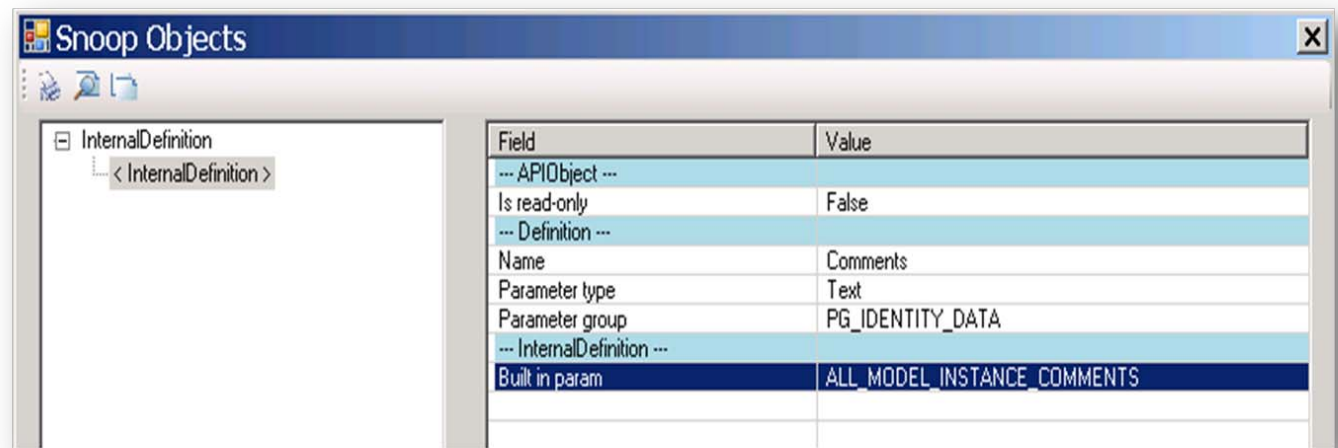 Snoop Objects
InternalDefinition
< InternalDefinition >
Field Value
--- APIObject ---
Is read-only False
--- Definition ---
Name Comments
Parameter type Text
Parameter group PG_IDENTITY_DATA
--- InternalDefinition ---
Built in param ALL_MODEL_INSTANCE_COMMENTS